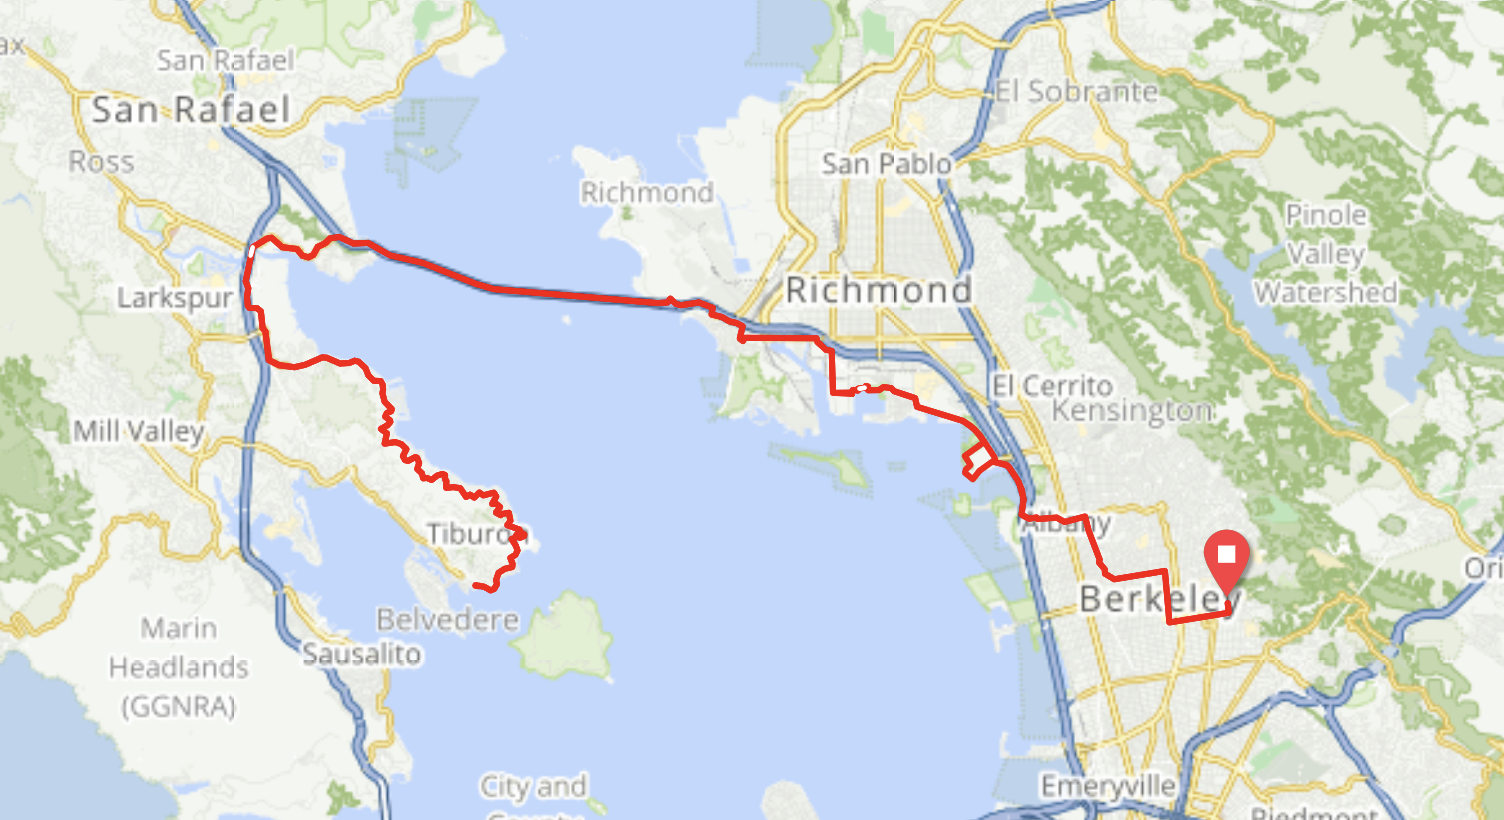 ax
San Rafael
San Rafael
Ross
Richmond
El Sobrante
San Pablo
Pinole
Valley
Watershed
Richmond
Larkspur
El Cerrito
Kensington
Mill Valley
Albany
Tiburon
Ori
Berkeley
Belvedere
Marin
Headlands
(GGNRA)
Sausalito
City and
County
Emeryville
Piedmont